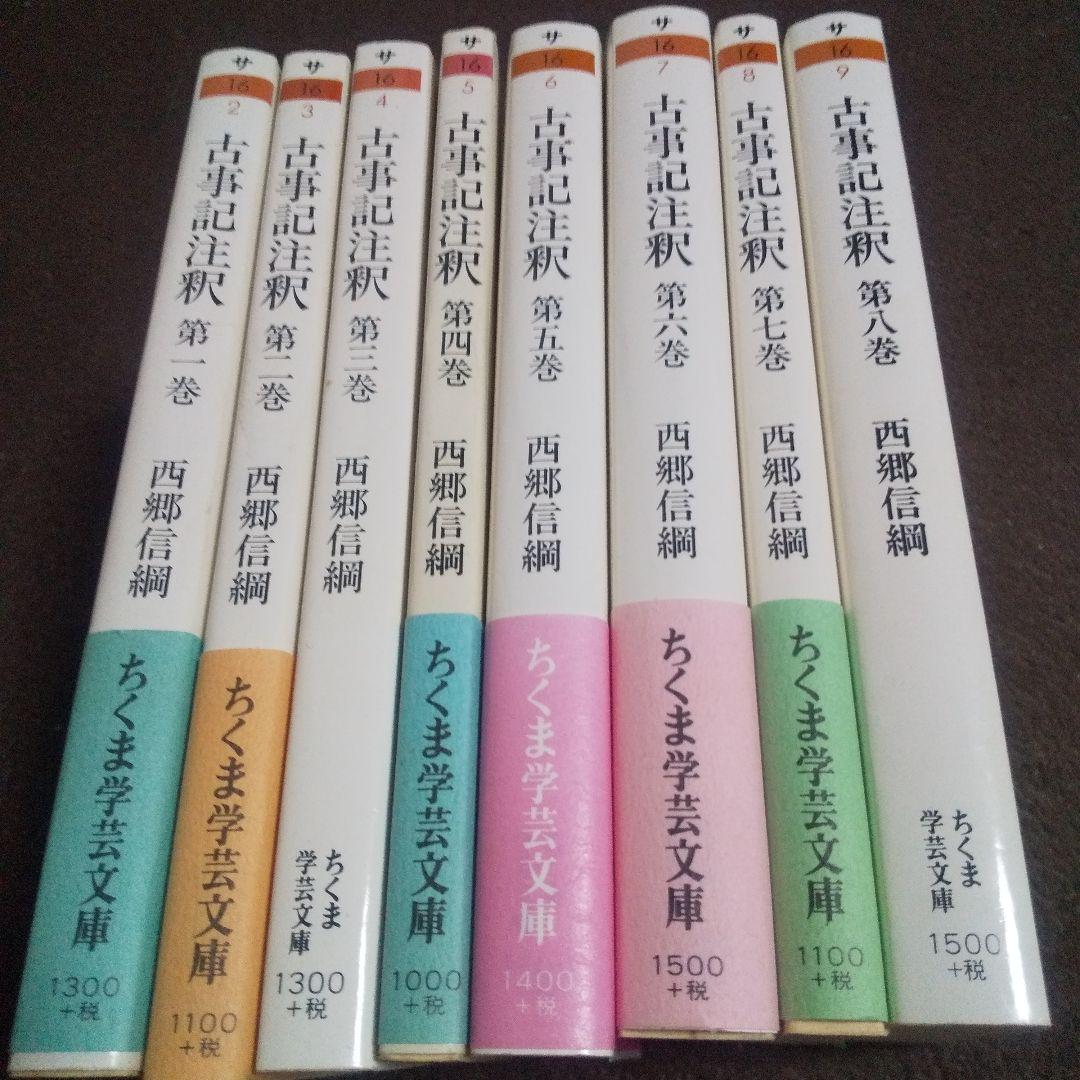 サ
16
2
古事記注釈 第一巻
西郷信綱
ちくま学芸文庫
1300
+税
サ
16
3
古事記注釈 第二巻
西郷信綱
ちくま学芸文庫
1100
+税
サ
16
4
古事記注釈 第三巻
西郷信綱
ちくま
学芸文庫
1300
+税
サ
16
5
古事記注釈 第四巻
西郷信綱
ちくま学芸文庫
1000
+税
サ
16
6
古事記注釈 第五巻
西郷信綱
ちくま学芸文庫
1400
+税
サ
16
7
古事記注釈 第六巻
西郷信綱
ちくま学芸文庫
1500
+税
サ
16
8
古事記注釈 第七巻
西郷信綱
ちくま学芸文庫
1100
+税
サ
16
9
古事記注釈 第八巻
西郷信綱
ちくま
学芸文庫
1500
+税